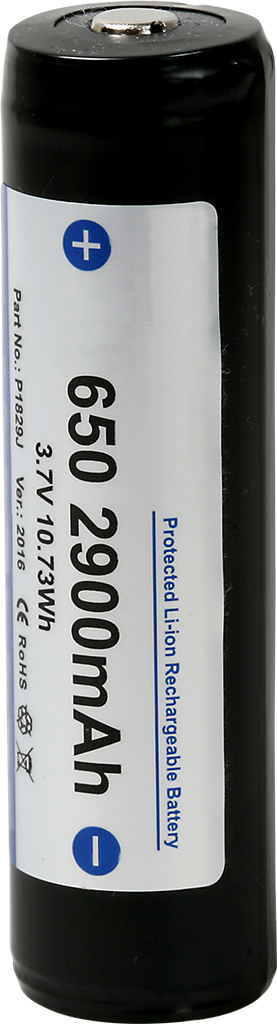 +
Protected Li-ion Rechargeable Battery
650 2900mAh
3.7V 10.73Wh
Part No.: P1829J Ver.: 2016 CE RoHS
−